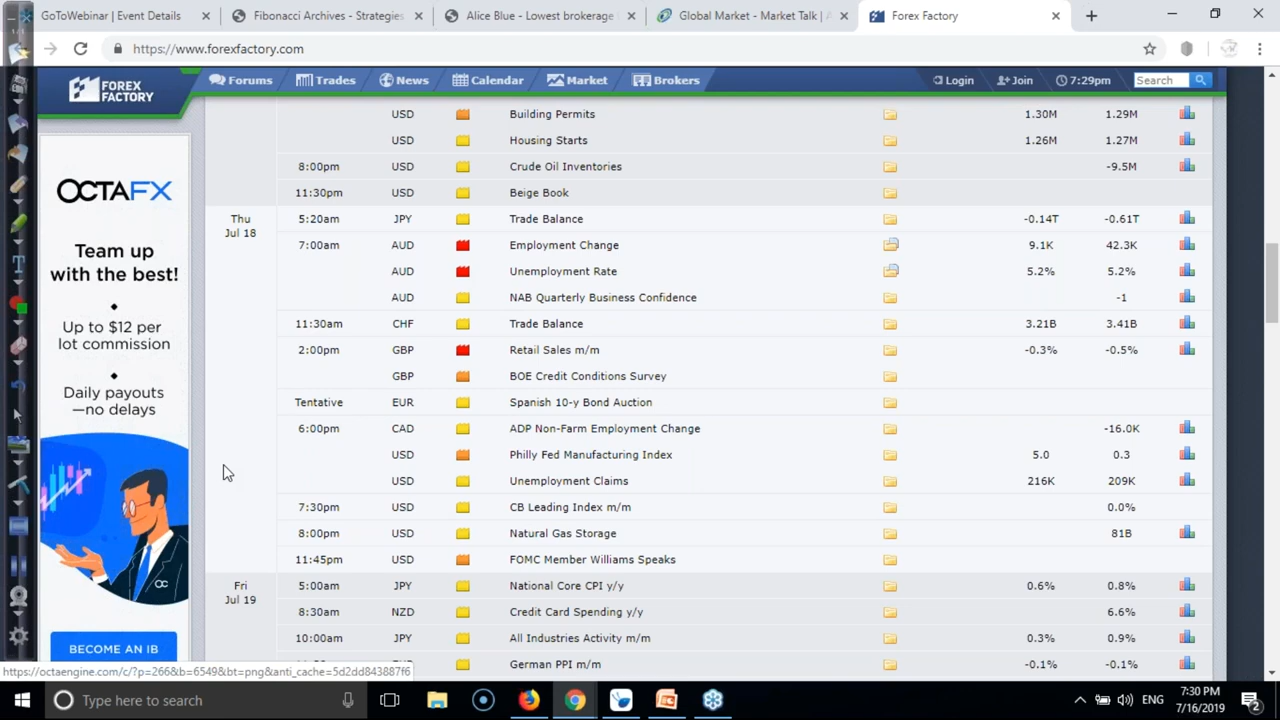 GoToWebinar | Event Details
Fibonacci Archives - Strategies
Alice Blue - Lowest brokerage
Global Market - Market Talk |
Forex Factory
https://www.forexfactory.com
FOREX
FACTORY
Forums Trades News Calendar Market Brokers Login Join 7:29pm Search
USD Building Permits 1.30M 1.29M
USD Housing Starts 1.26M 1.27M
8:00pm USD Crude Oil Inventories -9.5M
11:30pm USD Beige Book
Thu
Jul 18
5:20am JPY Trade Balance -0.14T -0.61T
7:00am AUD Employment Change 9.1K 42.3K
AUD Unemployment Rate 5.2% 5.2%
AUD NAB Quarterly Business Confidence -1
11:30am CHF Trade Balance 3.21B 3.41B
2:00pm GBP Retail Sales m/m -0.3% -0.5%
GBP BOE Credit Conditions Survey
Tentative EUR Spanish 10-y Bond Auction
6:00pm CAD ADP Non-Farm Employment Change -16.0K
USD Philly Fed Manufacturing Index 5.0 0.3
USD Unemployment Claims 216K 209K
7:30pm USD CB Leading Index m/m 0.0%
8:00pm USD Natural Gas Storage 81B
11:45pm USD FOMC Member Williams Speaks
Fri
Jul 19
5:00am JPY National Core CPI y/y 0.6% 0.8%
8:30am NZD Credit Card Spending y/y 6.6%
10:00am JPY All Industries Activity m/m 0.3% 0.9%
German PPI m/m -0.1% -0.1%
OCTAFX
Team up
with the best!
Up to $12 per
lot commission
Daily payouts
—no delays
BECOME AN IB
https://octaengine.com/c/?p=266&b=6549&bt=png&anti_cache=5d2dd843887f6
Type here to search
ENG
7:30 PM
7/16/2019
2